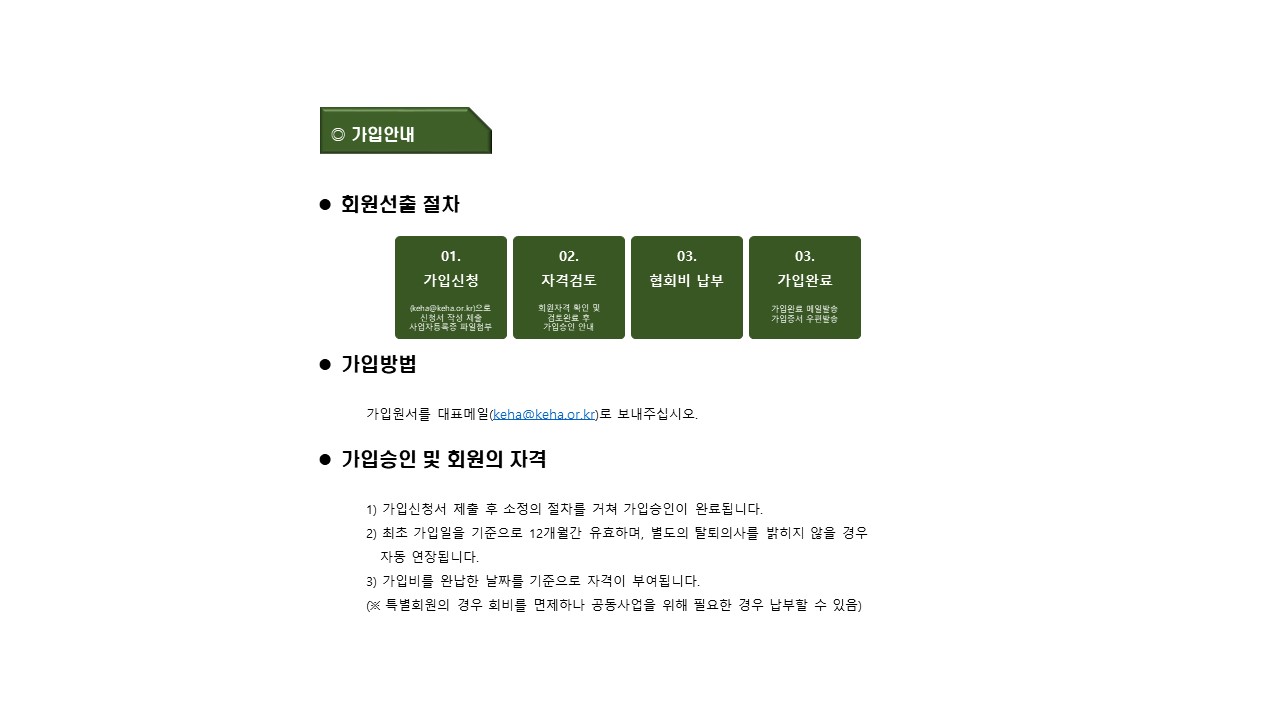 ◎ 가입안내
● 회원선출 절차
01.
가입신청
(keha@keha.or.kr)으로
신청서 작성 제출
사업자등록증 파일첨부
02.
자격검토
회원자격 확인 및
검토완료 후
가입승인 안내
03.
협회비 납부
03.
가입완료
가입완료 메일발송
가입증서 우편발송
● 가입방법
가입원서를 대표메일(keha@keha.or.kr)로 보내주십시오.
● 가입승인 및 회원의 자격
1) 가입신청서 제출 후 소정의 절차를 거쳐 가입승인이 완료됩니다.
2) 최초 가입일을 기준으로 12개월간 유효하며, 별도의 탈퇴의사를 밝히지 않을 경우
자동 연장됩니다.
3) 가입비를 완납한 날짜를 기준으로 자격이 부여됩니다.
(※ 특별회원의 경우 회비를 면제하나 공동사업을 위해 필요한 경우 납부할 수 있음)